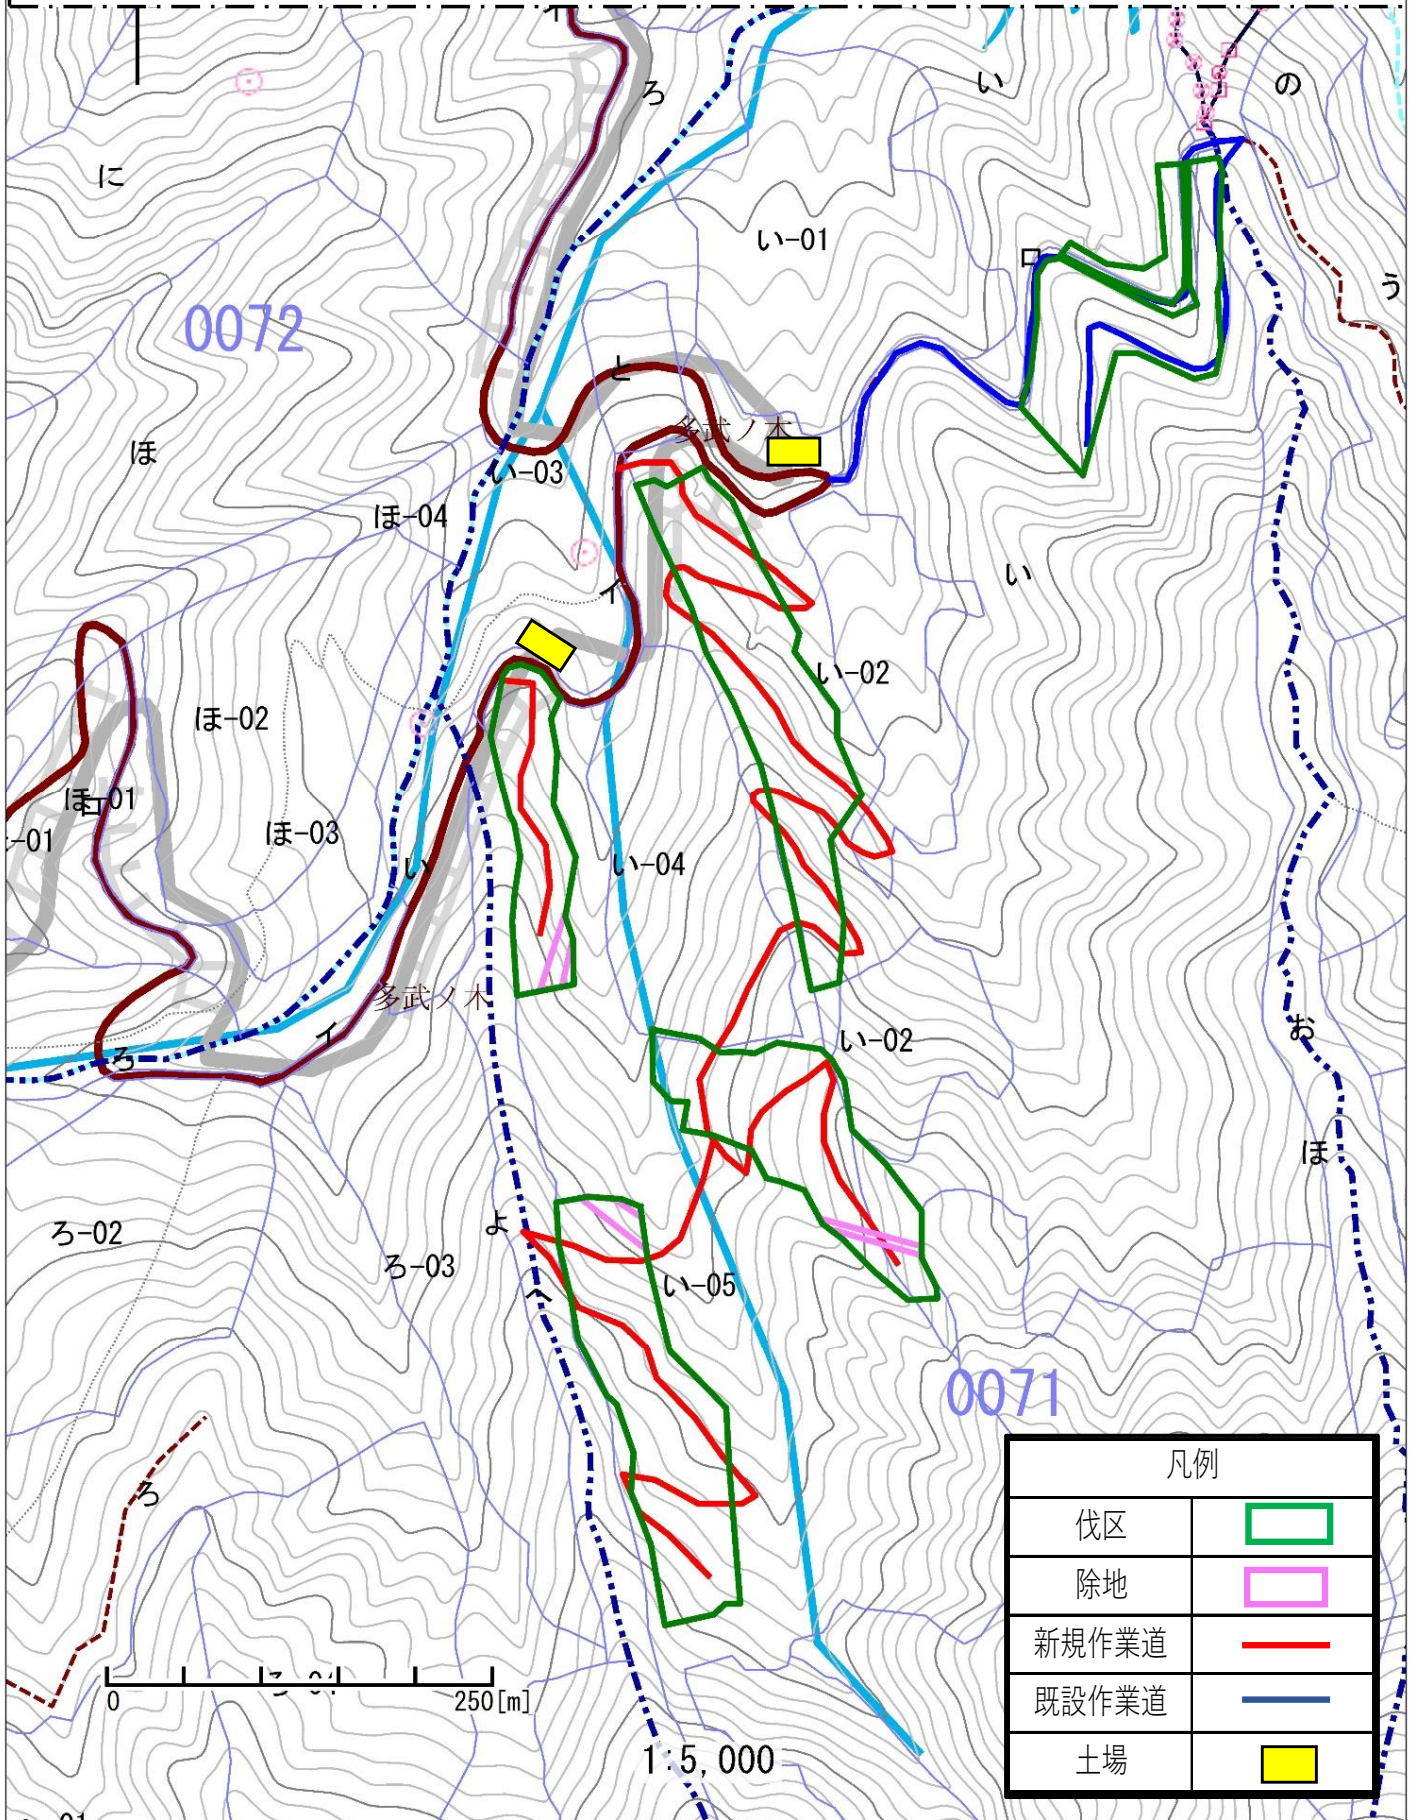 イ
ろ
い
の
に
い-01
ロ
う
0072
と
多武ノ木
ほ
い-03
ほ-04
い
イ
い-02
ほ-02
ほ-01
-01
ほ-03
い
い-04
多武ノ木
イ
ろ
い-02
お
ほ
よ
ろ-02
ろ-03
へ
い-05
0071
ろ
凡例
伐区
除地
新規作業道
既設作業道
土場
0
250[m]
1:5,000